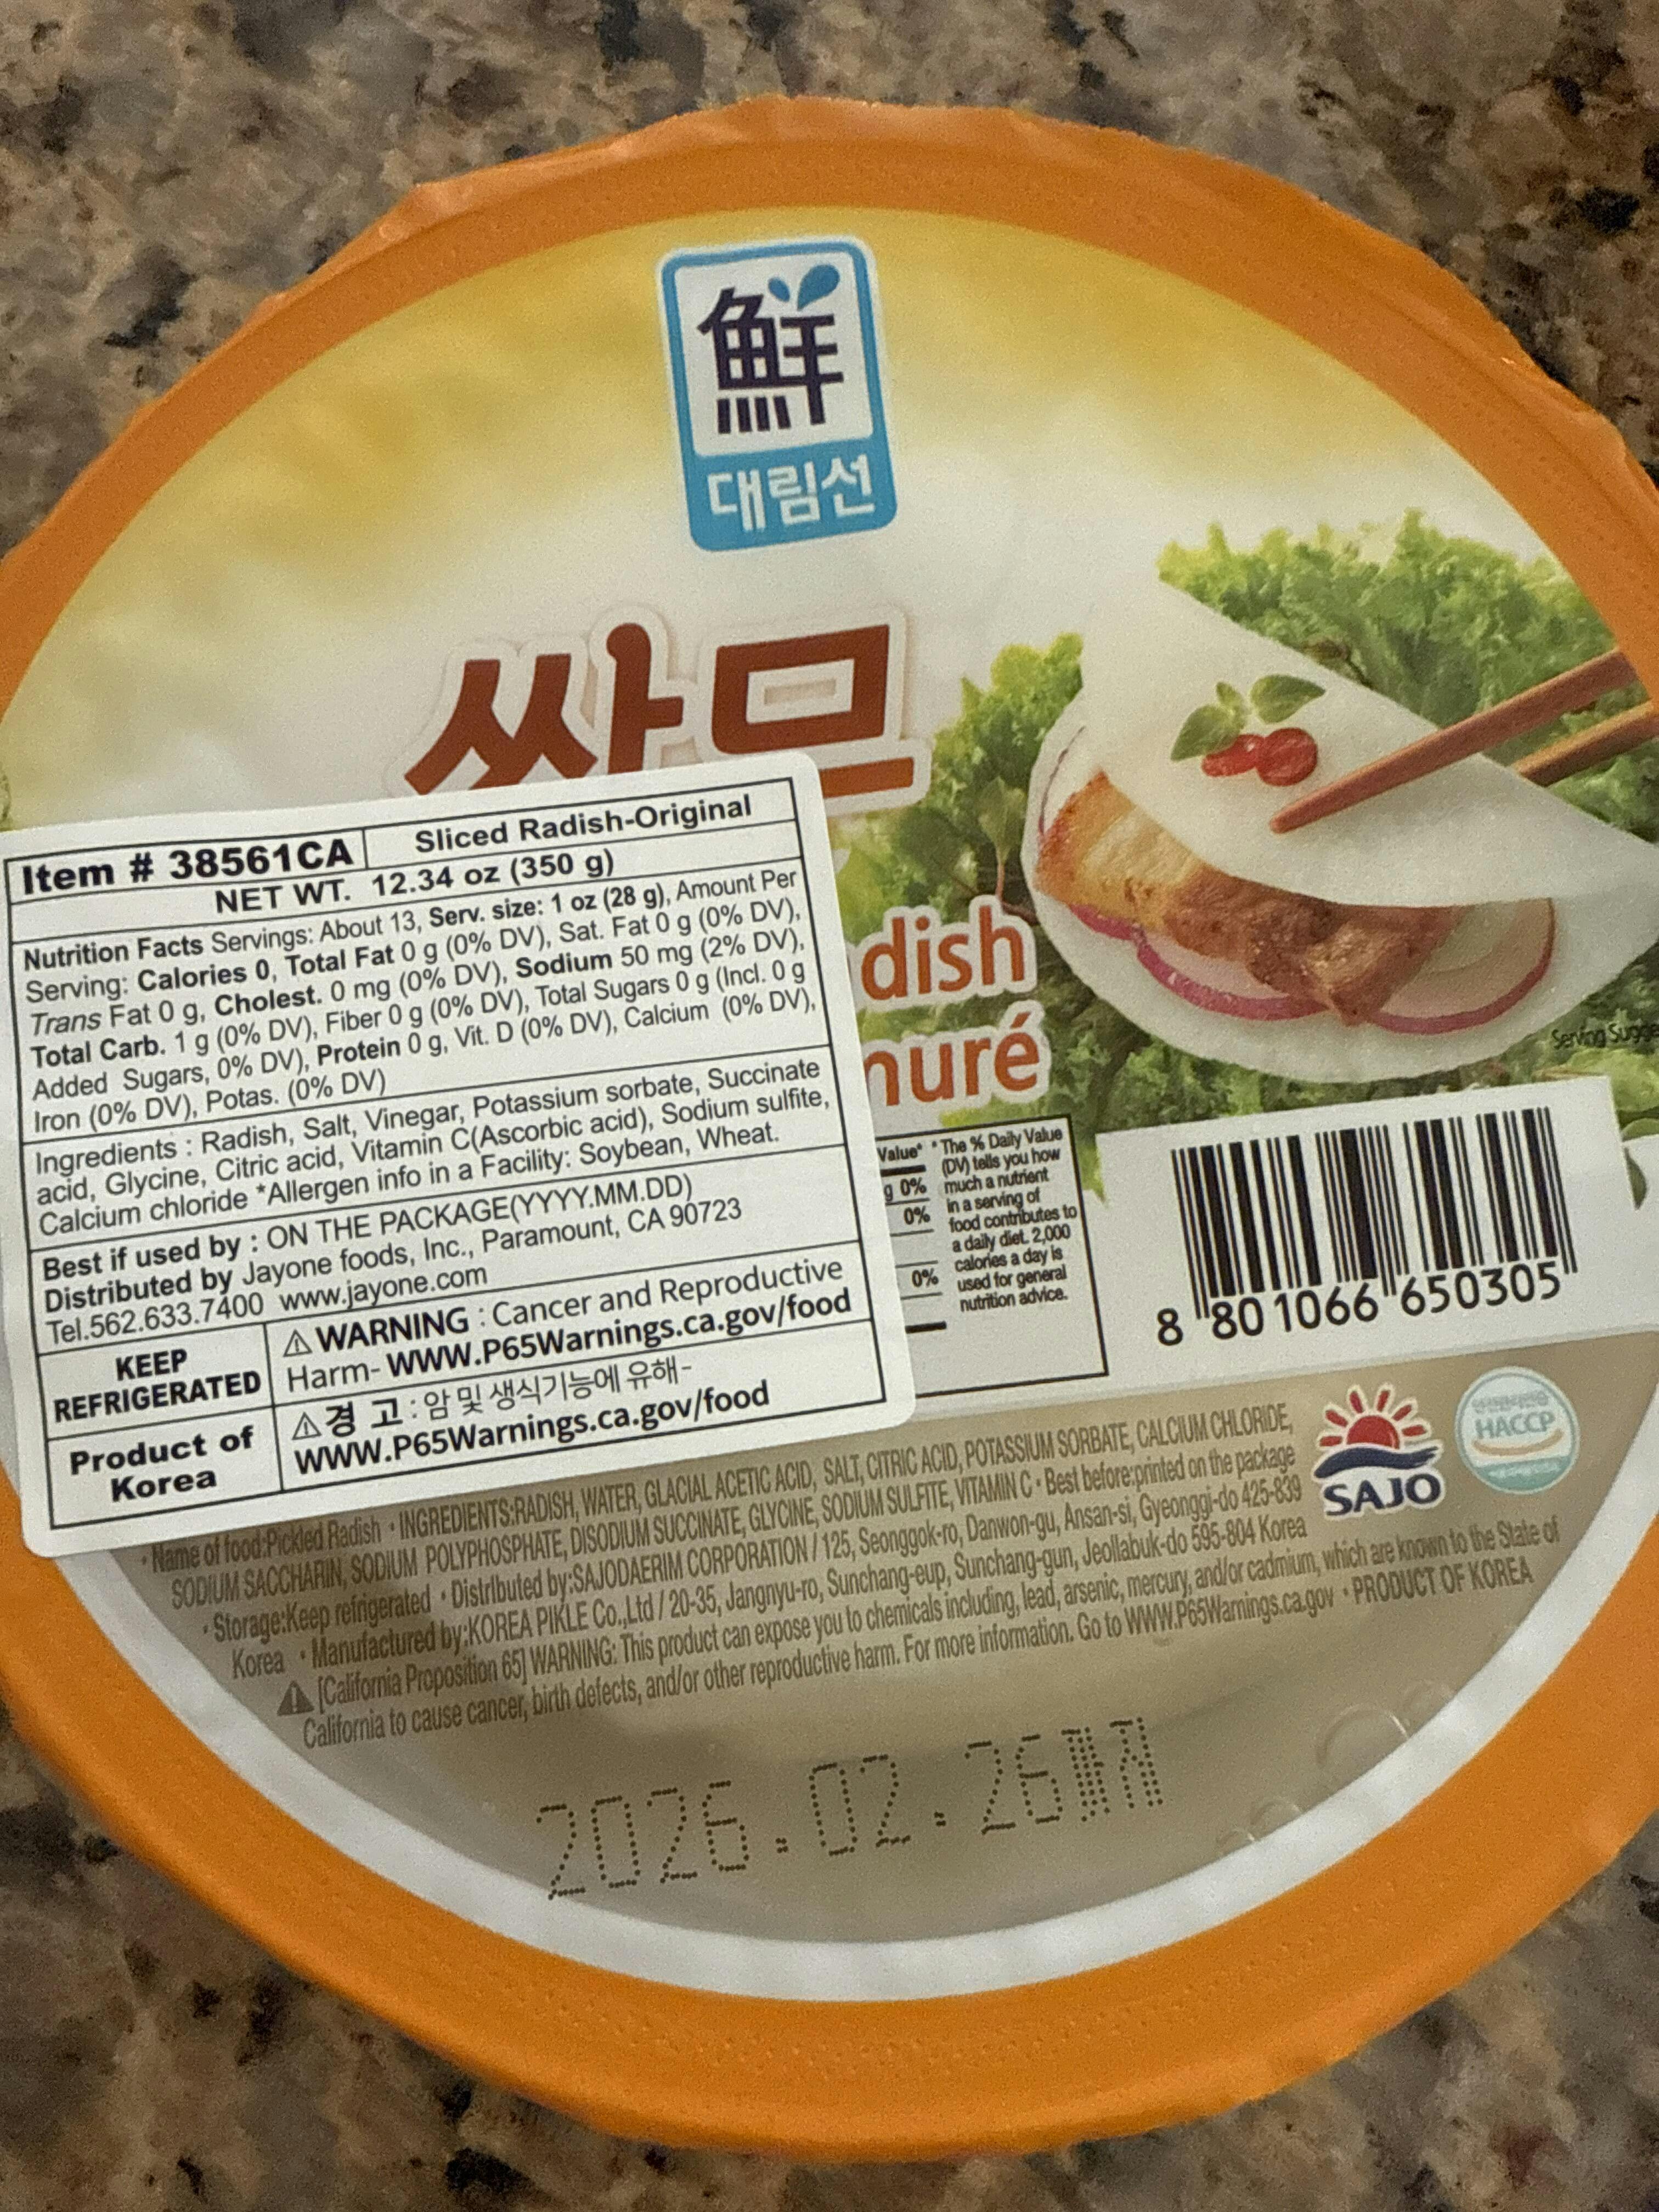 鮮
대림선
쌈무
dish
muré
Serving Sugge
Item # 38561CA
Sliced Radish-Original
NET WT. 12.34 oz (350 g)
Nutrition Facts Servings: About 13, Serv. size: 1 oz (28 g), Amount Per
Serving: Calories 0, Total Fat 0 g (0% DV), Sat. Fat 0 g (0% DV),
Trans Fat 0 g, Cholest. 0 mg (0% DV), Sodium 50 mg (2% DV),
Total Carb. 1 g (0% DV), Fiber 0 g (0% DV), Total Sugars 0 g (Incl. 0 g
Added Sugars, 0% DV), Protein 0 g, Vit. D (0% DV), Calcium (0% DV),
Iron (0% DV), Potas. (0% DV)
Ingredients : Radish, Salt, Vinegar, Potassium sorbate, Succinate
acid, Glycine, Citric acid, Vitamin C(Ascorbic acid), Sodium sulfite,
Calcium chloride *Allergen info in a Facility: Soybean, Wheat.
Best if used by : ON THE PACKAGE(YYYY.MM.DD)
Distributed by Jayone foods, Inc., Paramount, CA 90723
Tel.562.633.7400 www.jayone.com
KEEP
REFRIGERATED
⚠ WARNING : Cancer and Reproductive
Harm- WWW.P65Warnings.ca.gov/food
Product of
Korea
⚠ 경 고 : 암 및 생식기능에 유해-
WWW.P65Warnings.ca.gov/food
Value*
g 0%
0%
0%
* The % Daily Value
(DV) tells you how
much a nutrient
in a serving of
food contributes to
a daily diet. 2,000
calories a day is
used for general
nutrition advice.
8 801066 650305
SAJO
HACCP
• Name of food:Pickled Radish • INGREDIENTS:RADISH, WATER, GLACIAL ACETIC ACID, SALT, CITRIC ACID, POTASSIUM SORBATE, CALCIUM CHLORIDE,
SODIUM SACCHARIN, SODIUM POLYPHOSPHATE, DISODIUM SUCCINATE, GLYCINE, SODIUM SULFITE, VITAMIN C • Best before:printed on the package
• Storage:Keep refrigerated • Distributed by:SAJODAERIM CORPORATION / 125, Seonggok-ro, Danwon-gu, Ansan-si, Gyeonggi-do 425-839
Korea • Manufactured by:KOREA PIKLE Co.,Ltd / 20-35, Jangnyu-ro, Sunchang-eup, Sunchang-gun, Jeollabuk-do 595-804 Korea
⚠ [California Proposition 65] WARNING: This product can expose you to chemicals including, lead, arsenic, mercury, and/or cadmium, which are known to the State of
California to cause cancer, birth defects, and/or other reproductive harm. For more information. Go to WWW.P65Warnings.ca.gov • PRODUCT OF KOREA
2026.02.26까지